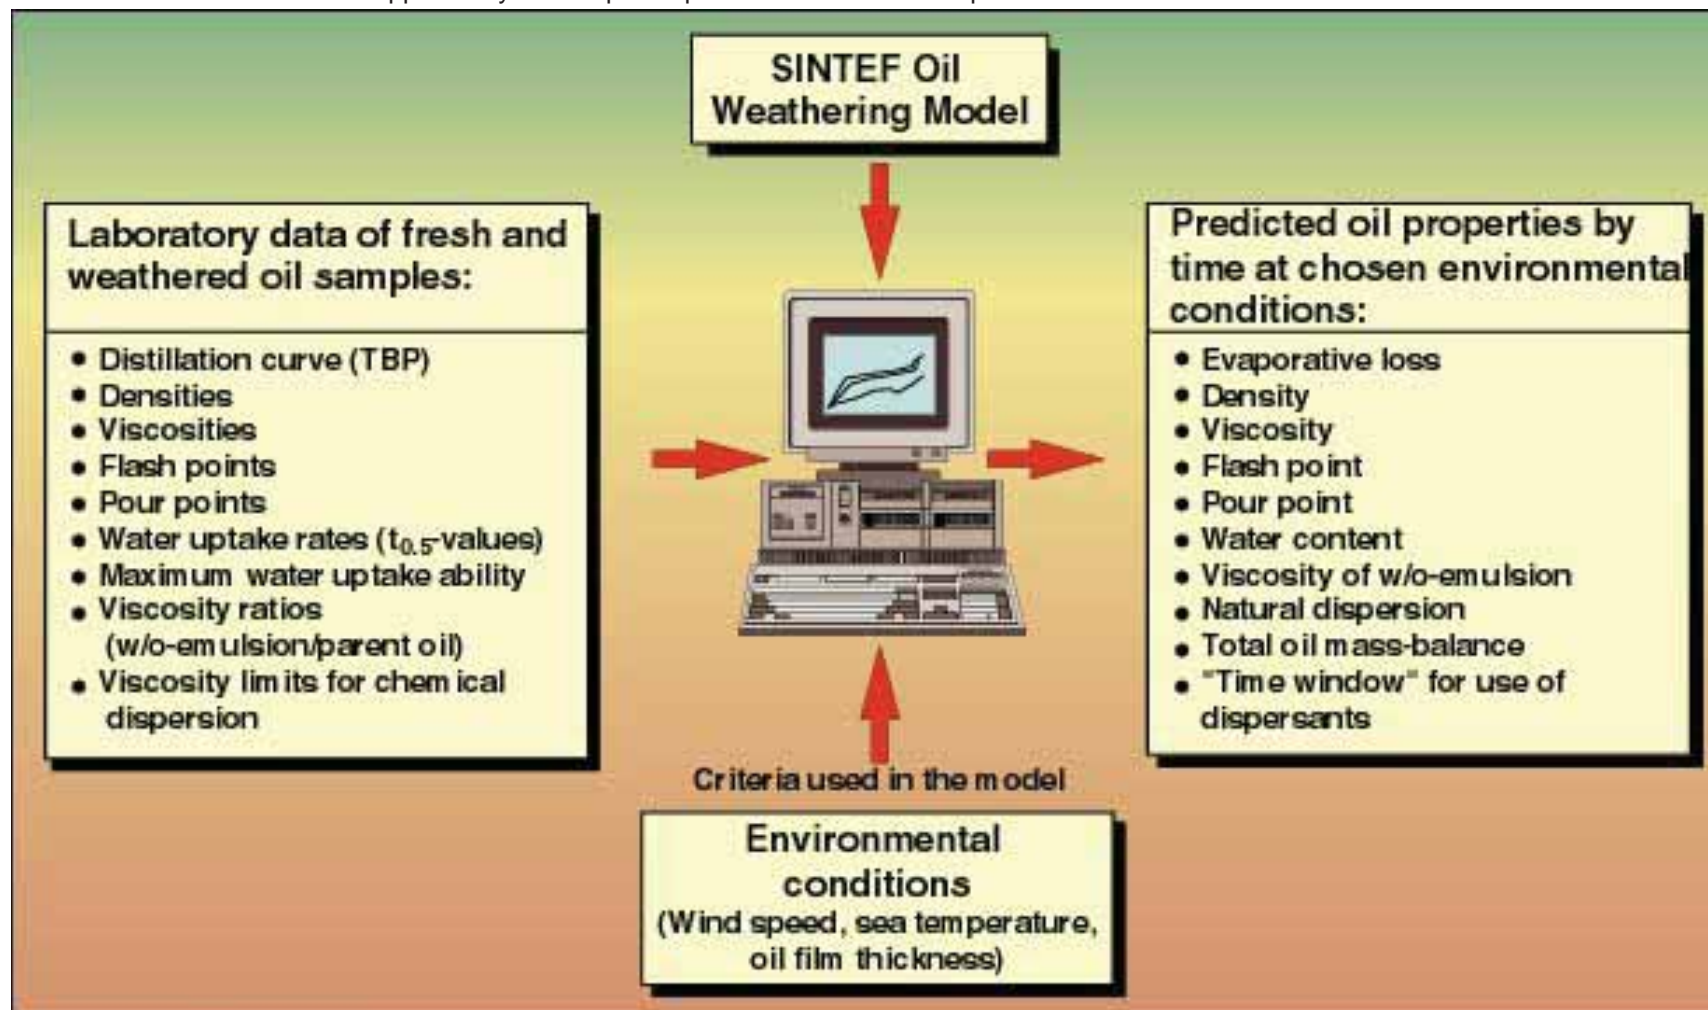 SINTEF Oil
Weathering Model
Laboratory data of fresh and
weathered oil samples:
• Distillation curve (TBP)
• Densities
• Viscosities
• Flash points
• Pour points
• Water uptake rates (t0.5-values)
• Maximum water uptake ability
• Viscosity ratios
(w/o-emulsion/parent oil)
• Viscosity limits for chemical
dispersion
Predicted oil properties by
time at chosen environmental
conditions:
• Evaporative loss
• Density
• Viscosity
• Flash point
• Pour point
• Water content
• Viscosity of w/o-emulsion
• Natural dispersion
• Total oil mass-balance
• "Time window" for use of
dispersants
Criteria used in the model
Environmental
conditions
(Wind speed, sea temperature,
oil film thickness)